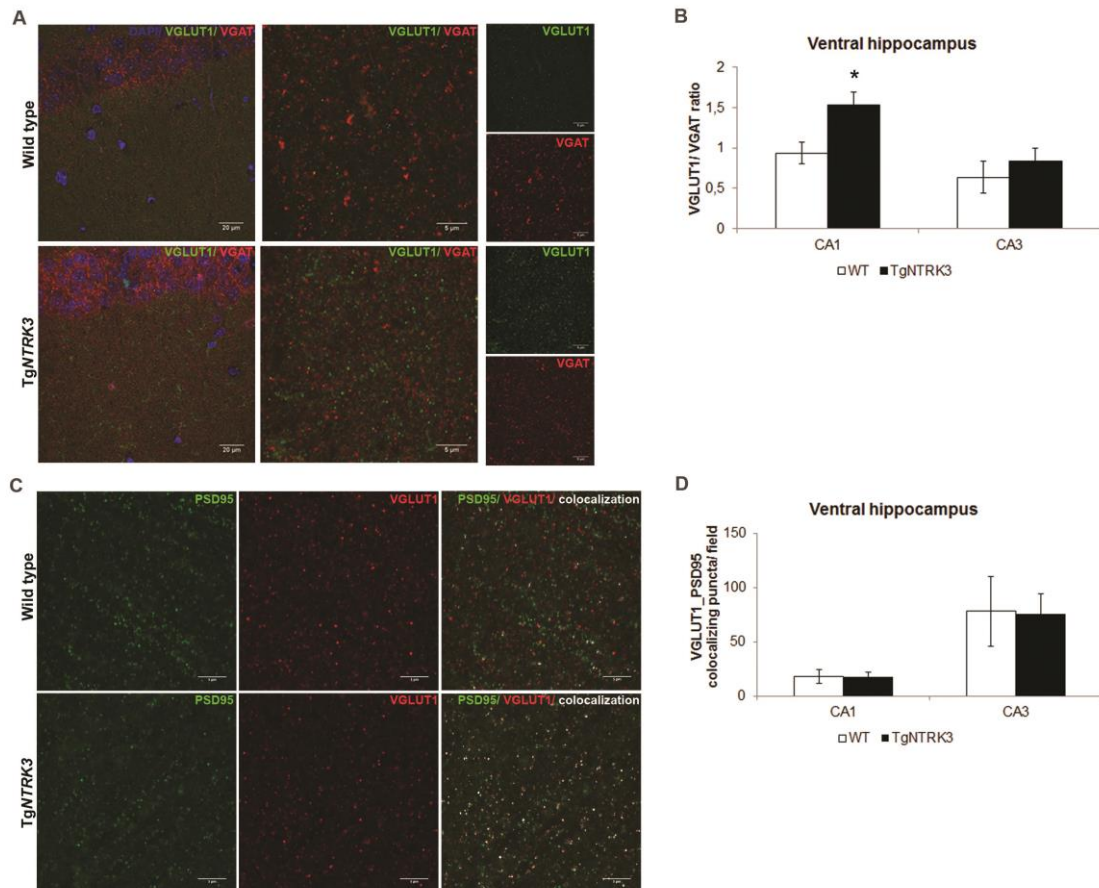 A
DAPI/ VGLUT1/ VGAT
VGLUT1/ VGAT
VGLUT1
VGAT
Wild type
20 µm
5 µm
VGLUT1/ VGAT
VGLUT1/ VGAT
VGLUT1
VGAT
TgNTRK3
20 µm
5 µm
B
Ventral hippocampus
VGLUT1/ VGAT ratio
2
1,5
1
0,5
0
*
CA1
CA3
WT
TgNTRK3
C
PSD95
VGLUT1
PSD95/ VGLUT1/ colocalization
Wild type
PSD95
VGLUT1
PSD95/ VGLUT1/ colocalization
TgNTRK3
D
Ventral hippocampus
VGLUT1_PSD95
colocalizing puncta/ field
150
100
50
0
CA1
CA3
WT
TgNTRK3